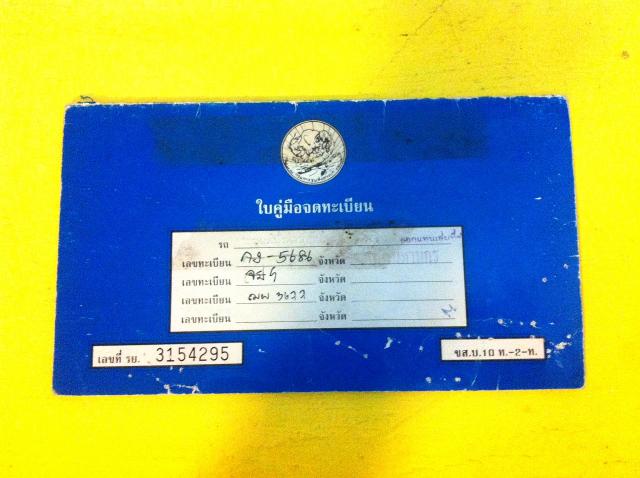 ใบคู่มือจดทะเบียน
รถ
เลขทะเบียน -5686 จังหวัด
เลขทะเบียน จังหวัด
เลขทะเบียน ฌผ 3622 จังหวัด
เลขทะเบียน จังหวัด
เลขที่ รย. 3154295
ขส.บ.10 ท.-2-ท.